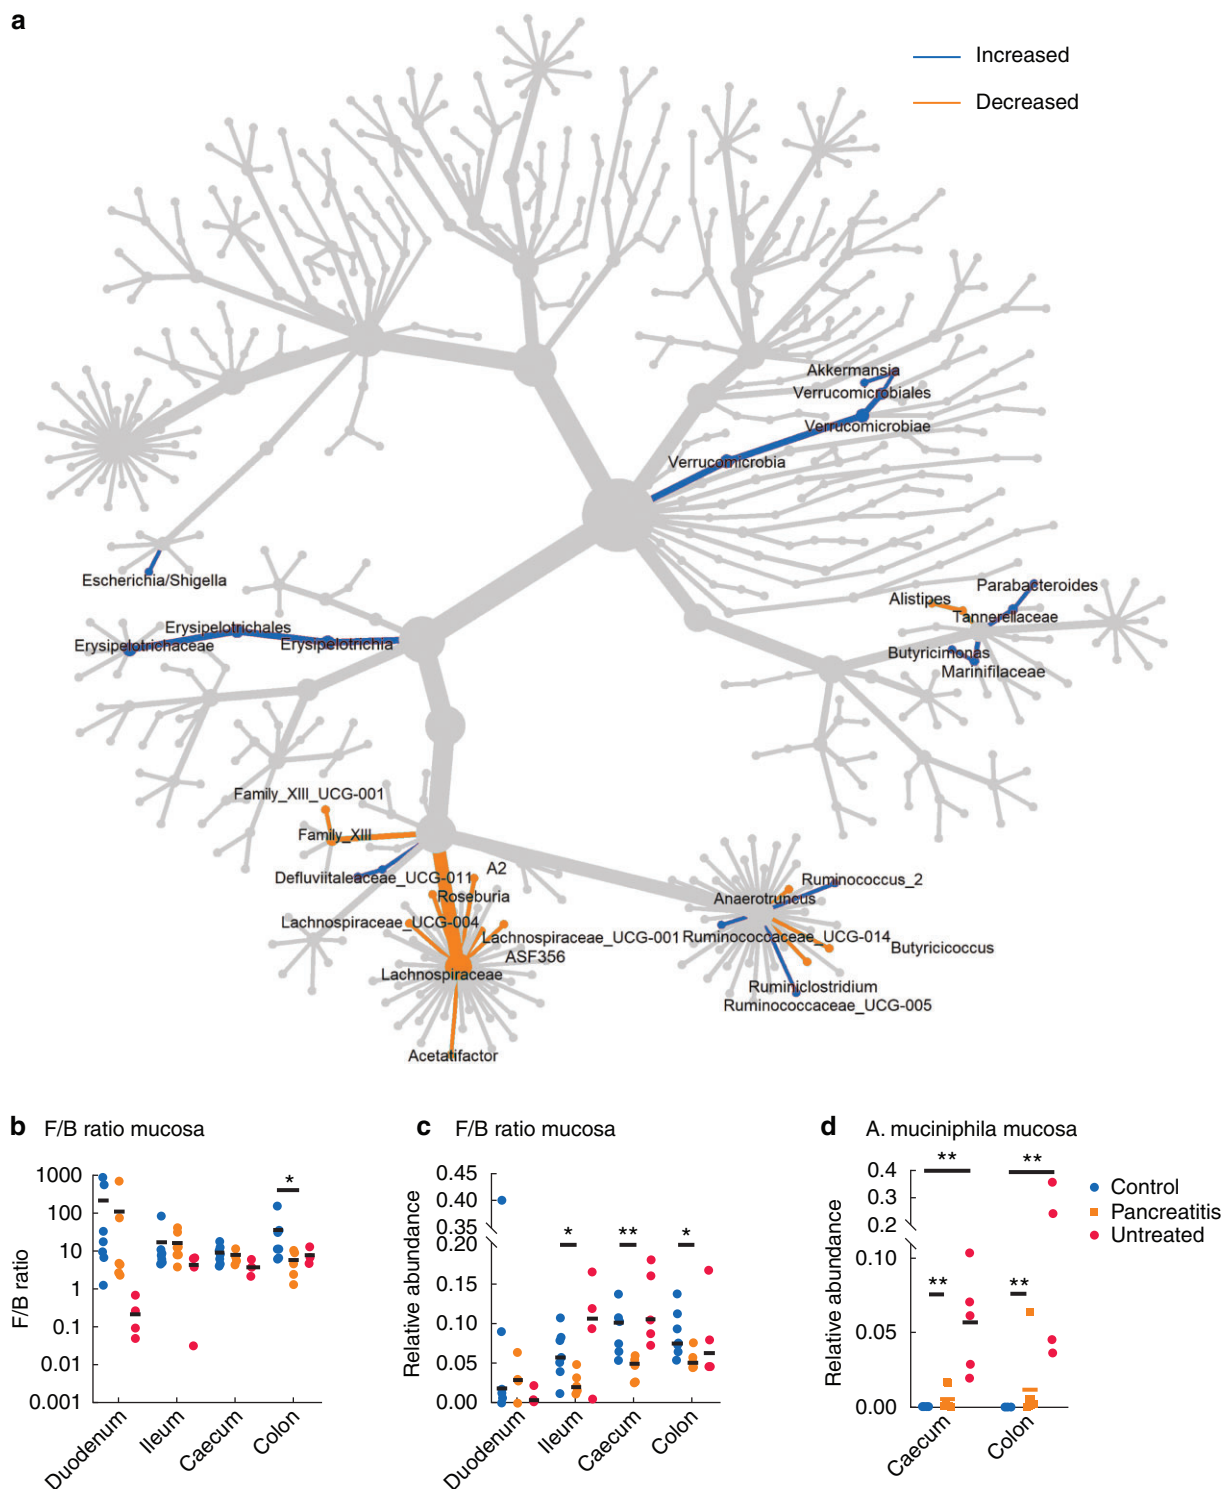 a
Increased
Decreased
Akkermansia
Verrucomicrobiales
Verrucomicrobiae
Verrucomicrobia
Escherichia/Shigella
Parabacteroides
Alistipes
Tannerellaceae
Erysipelotrichales
Erysipelotrichaceae
Erysipelotrichia
Butyricimonas
Marinifilaceae
Family_XIII_UCG-001
Family_XIII
A2
Defluviitaleaceae_UCG-011
Roseburia
Ruminococcus_2
Anaerotruncus
Lachnospiraceae_UCG-004
Lachnospiraceae_UCG-001
Ruminococcaceae_UCG-014
ASF356
Butyricicoccus
Lachnospiraceae
Ruminiclostridium
Ruminococcaceae_UCG-005
Acetatifactor
b F/B ratio mucosa
F/B ratio
1000
100
10
1
0.1
0.01
0.001
*
Duodenum
Ileum
Caecum
Colon
c F/B ratio mucosa
Relative abundance
0.45
0.40
0.35
0.20
0.15
0.10
0.05
0.00
*
**
*
Duodenum
Ileum
Caecum
Colon
d A. muciniphila mucosa
Relative abundance
0.4
0.3
0.2
0.10
0.05
0.00
**
**
**
**
Caecum
Colon
Control
Pancreatitis
Untreated